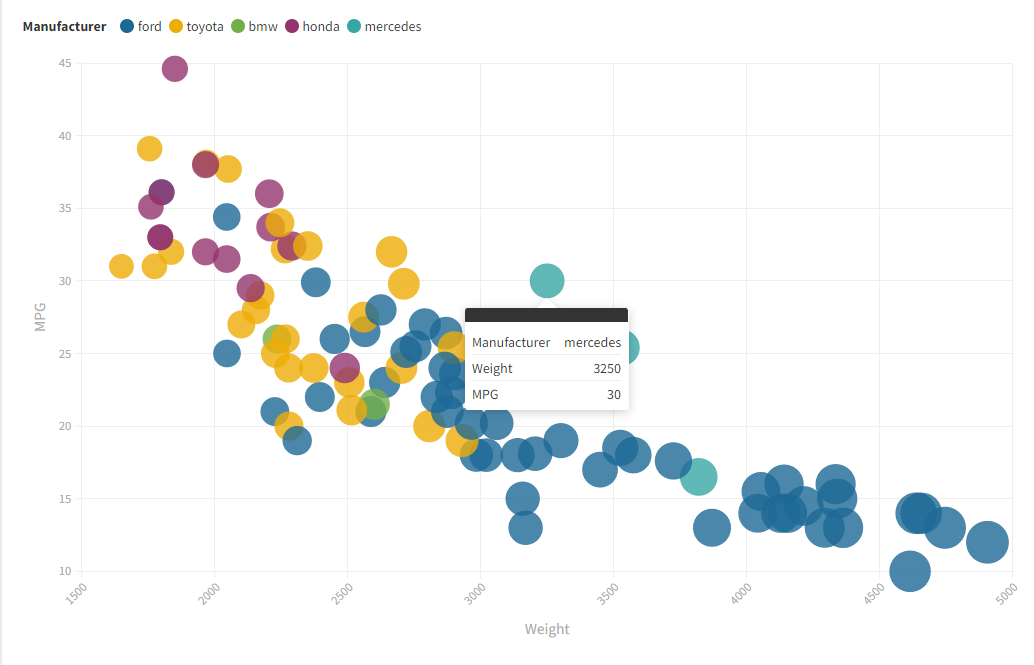 Manufacturer ford toyota bmw honda mercedes
45
40
35
30
25
20
15
10
MPG
Manufacturer mercedes
Weight 3250
MPG 30
1500 2000 2500 3000 3500 4000 4500 5000
Weight